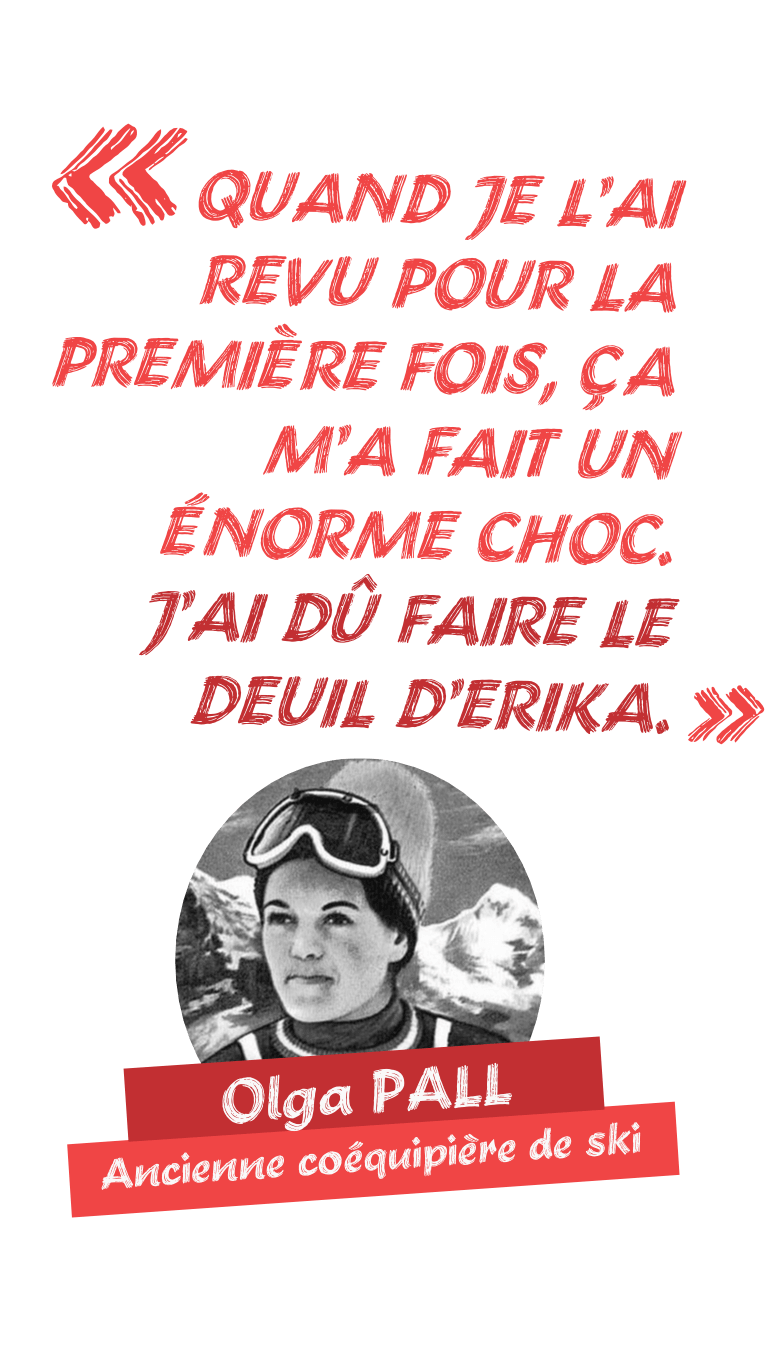 « QUAND JE L'AI
REVU POUR LA
PREMIÈRE FOIS, ÇA
M'A FAIT UN
ÉNORME CHOC.
J'AI DÛ FAIRE LE
DEUIL D'ERIKA. »
Olga PALL
Ancienne coéquipière de ski